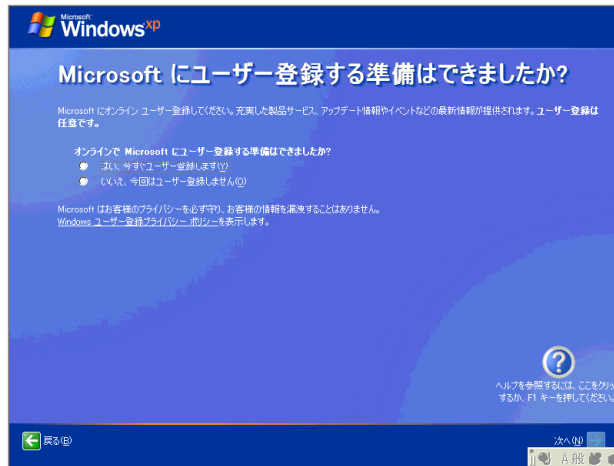 Microsoft
Windows xp
Microsoft にユーザー登録する準備はできましたか?
Microsoft にオンライン ユーザー登録してください。充実した製品サービス、アップデート情報やイベントなどの最新情報が提供されます。ユーザー登録は
任意です。
オンラインで Microsoft にユーザー登録する準備はできましたか?
はい、今すぐユーザー登録します(Y)
いいえ、今回はユーザー登録しません(O)
Microsoft はお客様のプライバシーを必ず守り、お客様の情報を漏洩することはありません。
Windows ユーザー登録プライバシー ポリシーを表示します。
?
ヘルプを参照するには、ここをクリッ
するか、F1 キーを押してください。
戻る(B)
次へ(N)
A 般